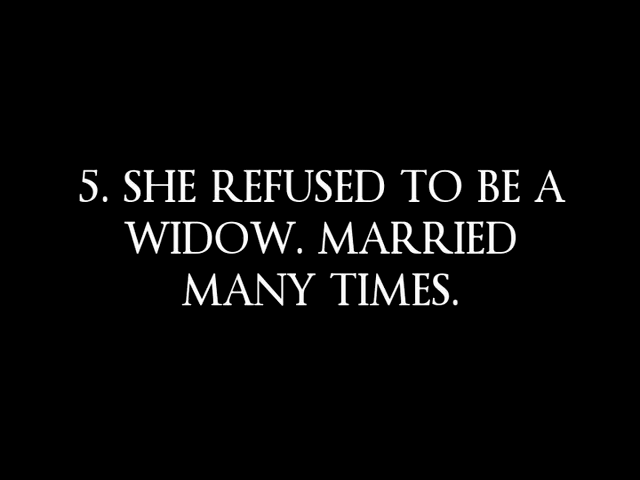 5. SHE REFUSED TO BE A
WIDOW. MARRIED
MANY TIMES.